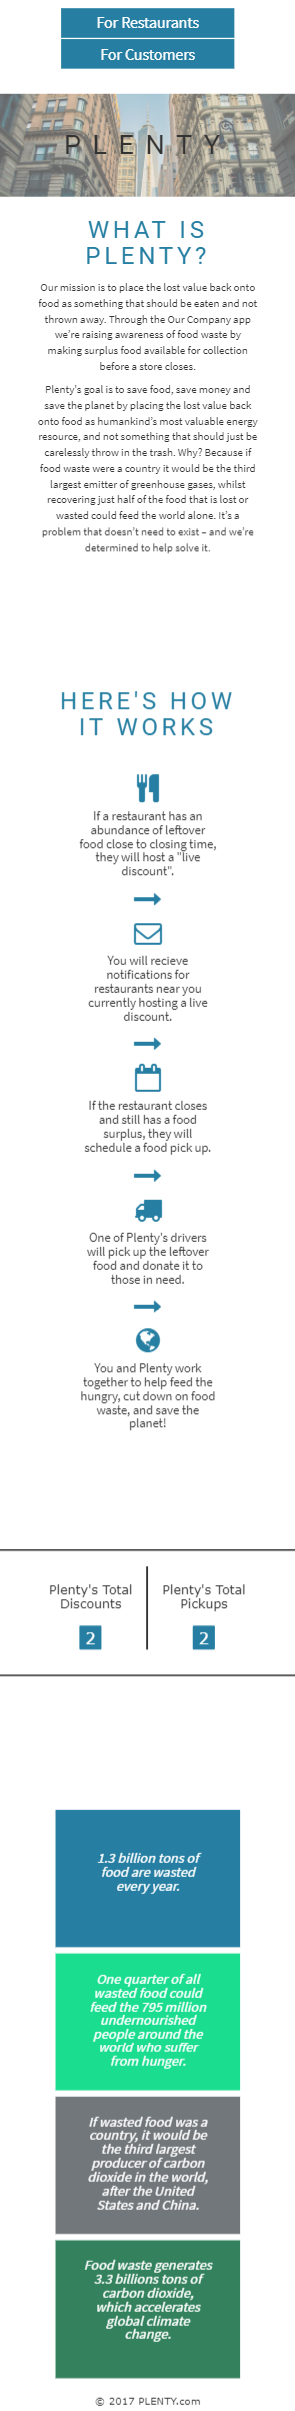 For Restaurants
For Customers
PLENTY
WHAT IS
PLENTY?
Our mission is to place the lost value back onto
food as something that should be eaten and not
thrown away. Through the Our Company app
we're raising awareness of food waste by
making surplus food available for collection
before a store closes.
Plenty's goal is to save food, save money and
save the planet by placing the lost value back
onto food as humankind's most valuable energy
resource, and not something that should just be
carelessly throw in the trash. Why? Because if
food waste were a country it would be the third
largest emitter of greenhouse gases, whilst
recovering just half of the food that is lost or
wasted could feed the world alone. It's a
problem that doesn't need to exist – and we're
determined to help solve it.
HERE'S HOW
IT WORKS
If a restaurant has an
abundance of leftover
food close to closing time,
they will host a "live
discount".
You will recieve
notifications for
restaurants near you
currently hosting a live
discount.
If the restaurant closes
and still has a food
surplus, they will
schedule a food pick up.
One of Plenty's drivers
will pick up the leftover
food and donate it to
those in need.
You and Plenty work
together to help feed the
hungry, cut down on food
waste, and save the
planet!
Plenty's Total
Discounts
2
Plenty's Total
Pickups
2
1.3 billion tons of
food are wasted
every year.
One quarter of all
wasted food could
feed the 795 million
undernourished
people around the
world who suffer
from hunger.
If wasted food was a
country, it would be
the third largest
producer of carbon
dioxide in the world,
after the United
States and China.
Food waste generates
3.3 billions tons of
carbon dioxide,
which accelerates
global climate
change.
© 2017 PLENTY.com